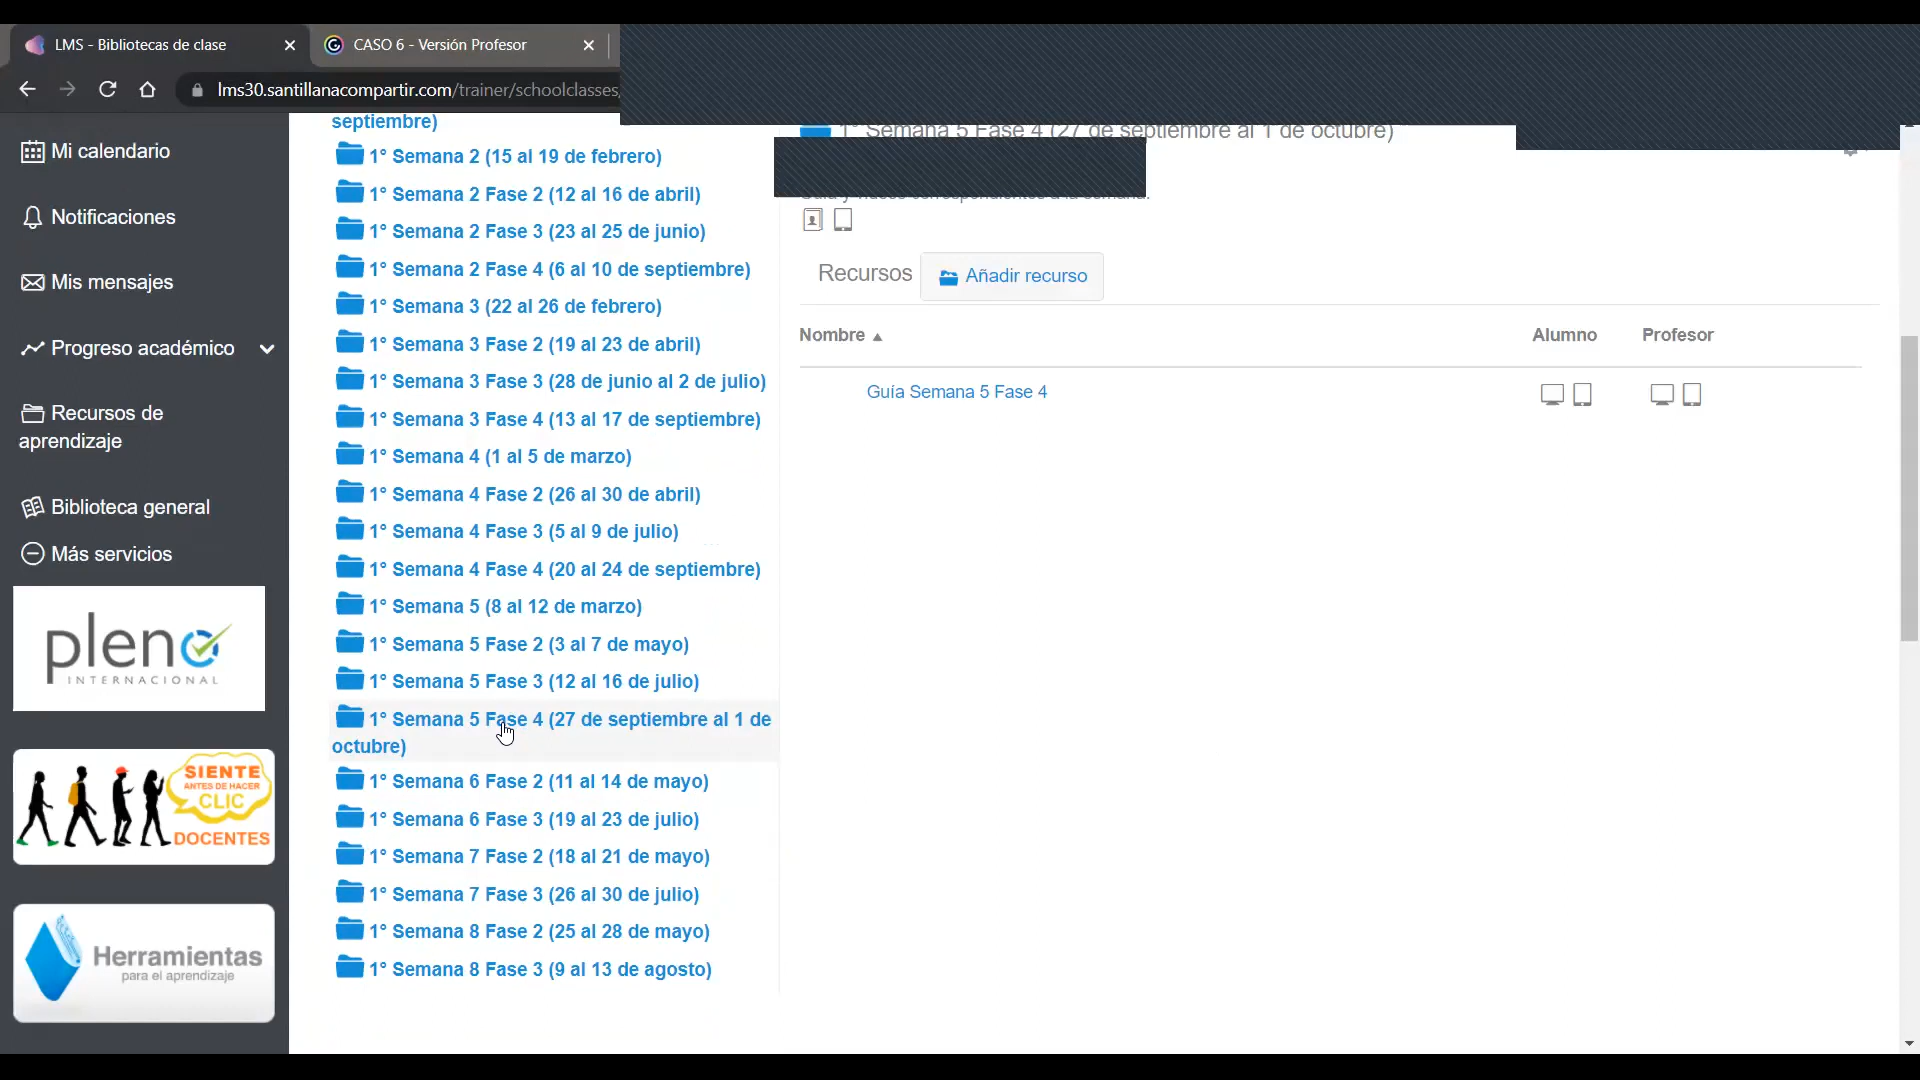 LMS - Bibliotecas de clase
CASO 6 - Versión Profesor
lms30.santillanacompartir.com/trainer/schoolclasses/
Mi calendario
Notificaciones
Mis mensajes
Progreso académico
Recursos de
aprendizaje
Biblioteca general
Más servicios
pleno
INTERNACIONAL
SIENTE
ANTES DE HACER
CLIC
DOCENTES
Herramientas
para el aprendizaje
septiembre)
1° Semana 2 (15 al 19 de febrero)
1° Semana 2 Fase 2 (12 al 16 de abril)
1° Semana 2 Fase 3 (23 al 25 de junio)
1° Semana 2 Fase 4 (6 al 10 de septiembre)
1° Semana 3 (22 al 26 de febrero)
1° Semana 3 Fase 2 (19 al 23 de abril)
1° Semana 3 Fase 3 (28 de junio al 2 de julio)
1° Semana 3 Fase 4 (13 al 17 de septiembre)
1° Semana 4 (1 al 5 de marzo)
1° Semana 4 Fase 2 (26 al 30 de abril)
1° Semana 4 Fase 3 (5 al 9 de julio)
1° Semana 4 Fase 4 (20 al 24 de septiembre)
1° Semana 5 (8 al 12 de marzo)
1° Semana 5 Fase 2 (3 al 7 de mayo)
1° Semana 5 Fase 3 (12 al 16 de julio)
1° Semana 5 Fase 4 (27 de septiembre al 1 de
octubre)
1° Semana 6 Fase 2 (11 al 14 de mayo)
1° Semana 6 Fase 3 (19 al 23 de julio)
1° Semana 7 Fase 2 (18 al 21 de mayo)
1° Semana 7 Fase 3 (26 al 30 de julio)
1° Semana 8 Fase 2 (25 al 28 de mayo)
1° Semana 8 Fase 3 (9 al 13 de agosto)
1° Semana 5 Fase 4 (27 de septiembre al 1 de octubre)
Recursos Añadir recurso
Nombre Alumno Profesor
Guía Semana 5 Fase 4